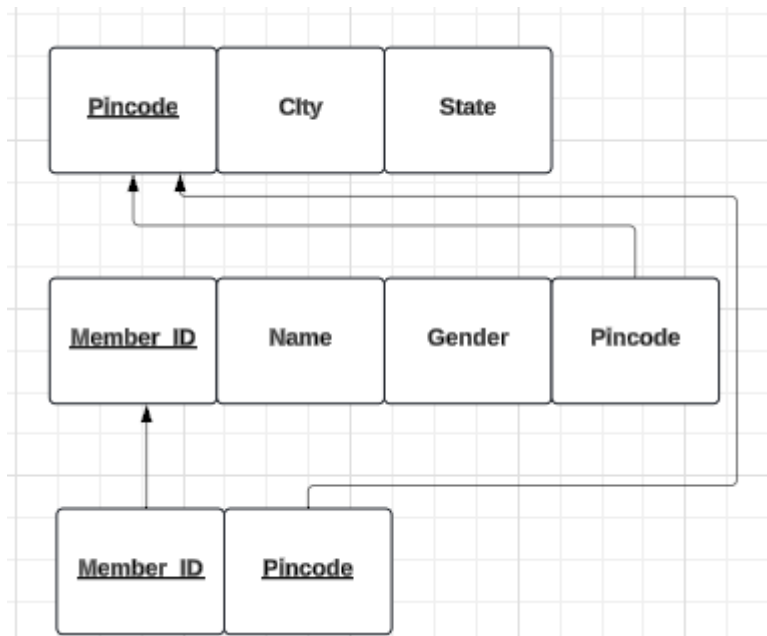 Pincode CIty State
Member_ID Name Gender Pincode
Member_ID Pincode